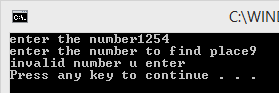 C:\WIN
enter the number1254
enter the number to find place9
invalid number u enter
Press any key to continue . . .